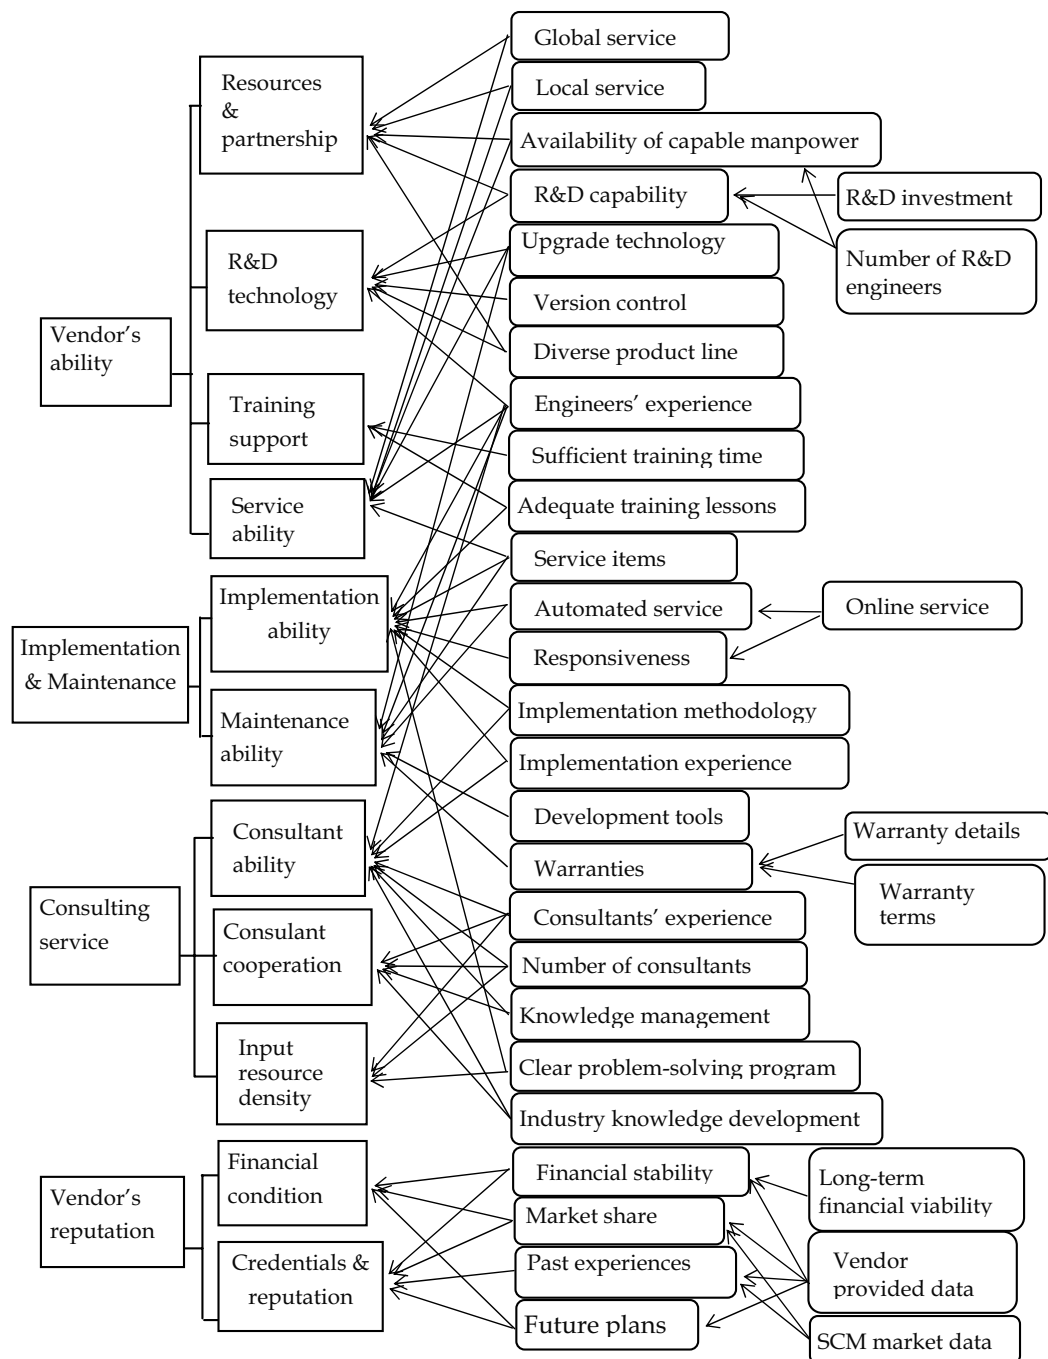 Vendor's
ability
Implementation
& Maintenance
Consulting
service
Vendor's
reputation
Resources
&
partnership
R&D
technology
Training
support
Service
ability
Implementation
ability
Maintenance
ability
Consultant
ability
Consulant
cooperation
Input
resource
density
Financial
condition
Credentials &
reputation
Global service
Local service
Availability of capable manpower
R&D capability
Upgrade technology
Version control
Diverse product line
Engineers' experience
Sufficient training time
Adequate training lessons
Service items
Automated service
Responsiveness
Implementation methodology
Implementation experience
Development tools
Warranties
Consultants' experience
Number of consultants
Knowledge management
Clear problem-solving program
Industry knowledge development
Financial stability
Market share
Past experiences
Future plans
R&D investment
Number of R&D
engineers
Online service
Warranty details
Warranty
terms
Long-term
financial viability
Vendor
provided data
SCM market data